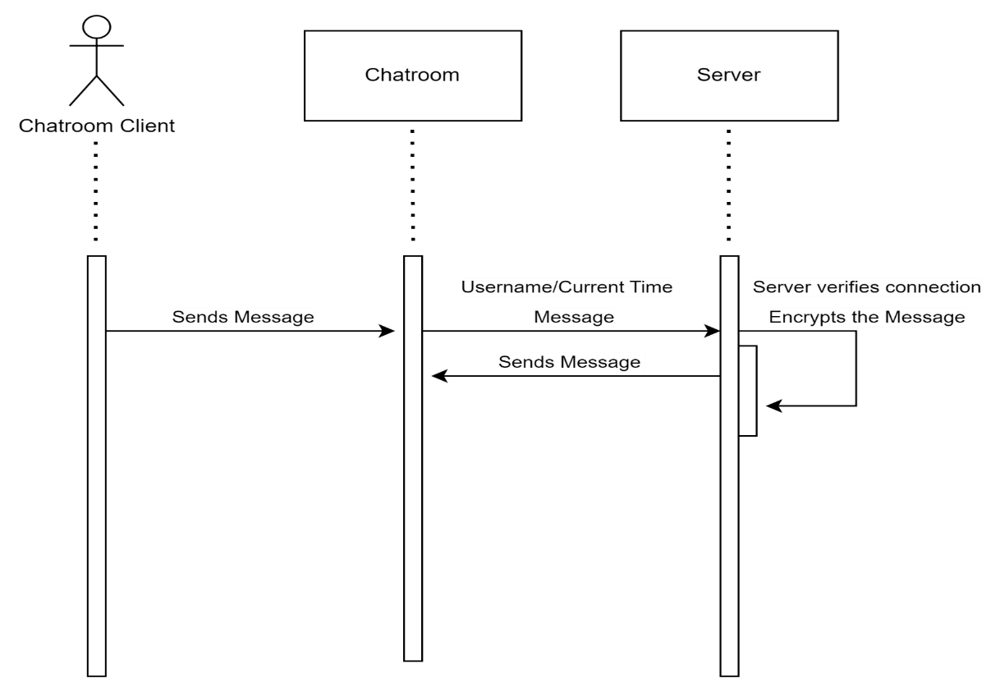 Chatroom Client
Chatroom
Server
Sends Message
Username/Current Time
Message
Server verifies connection
Encrypts the Message
Sends Message